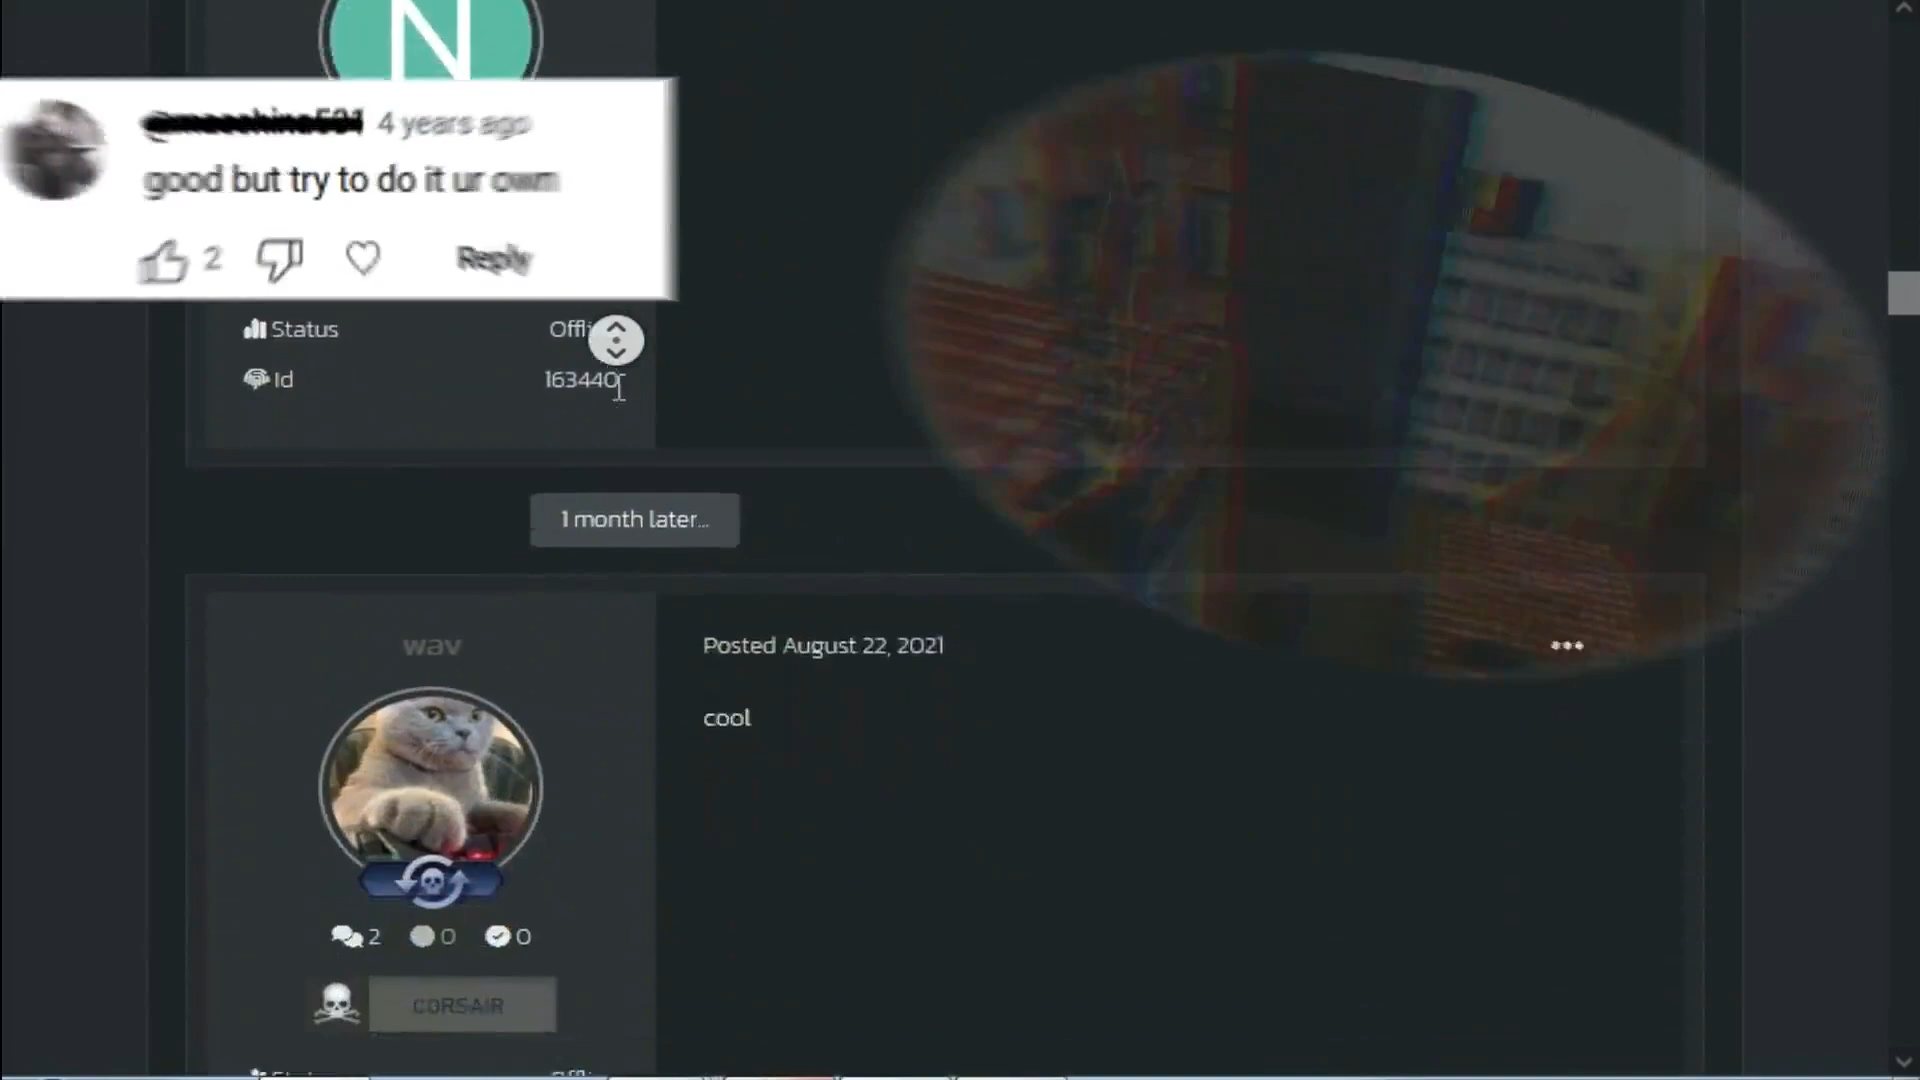 N
4 years ago
good but try to do it ur own
2
Reply
Status
Id 163440
1 month later...
wav
Posted August 22, 2021
cool
2 0 0
CORSAIR